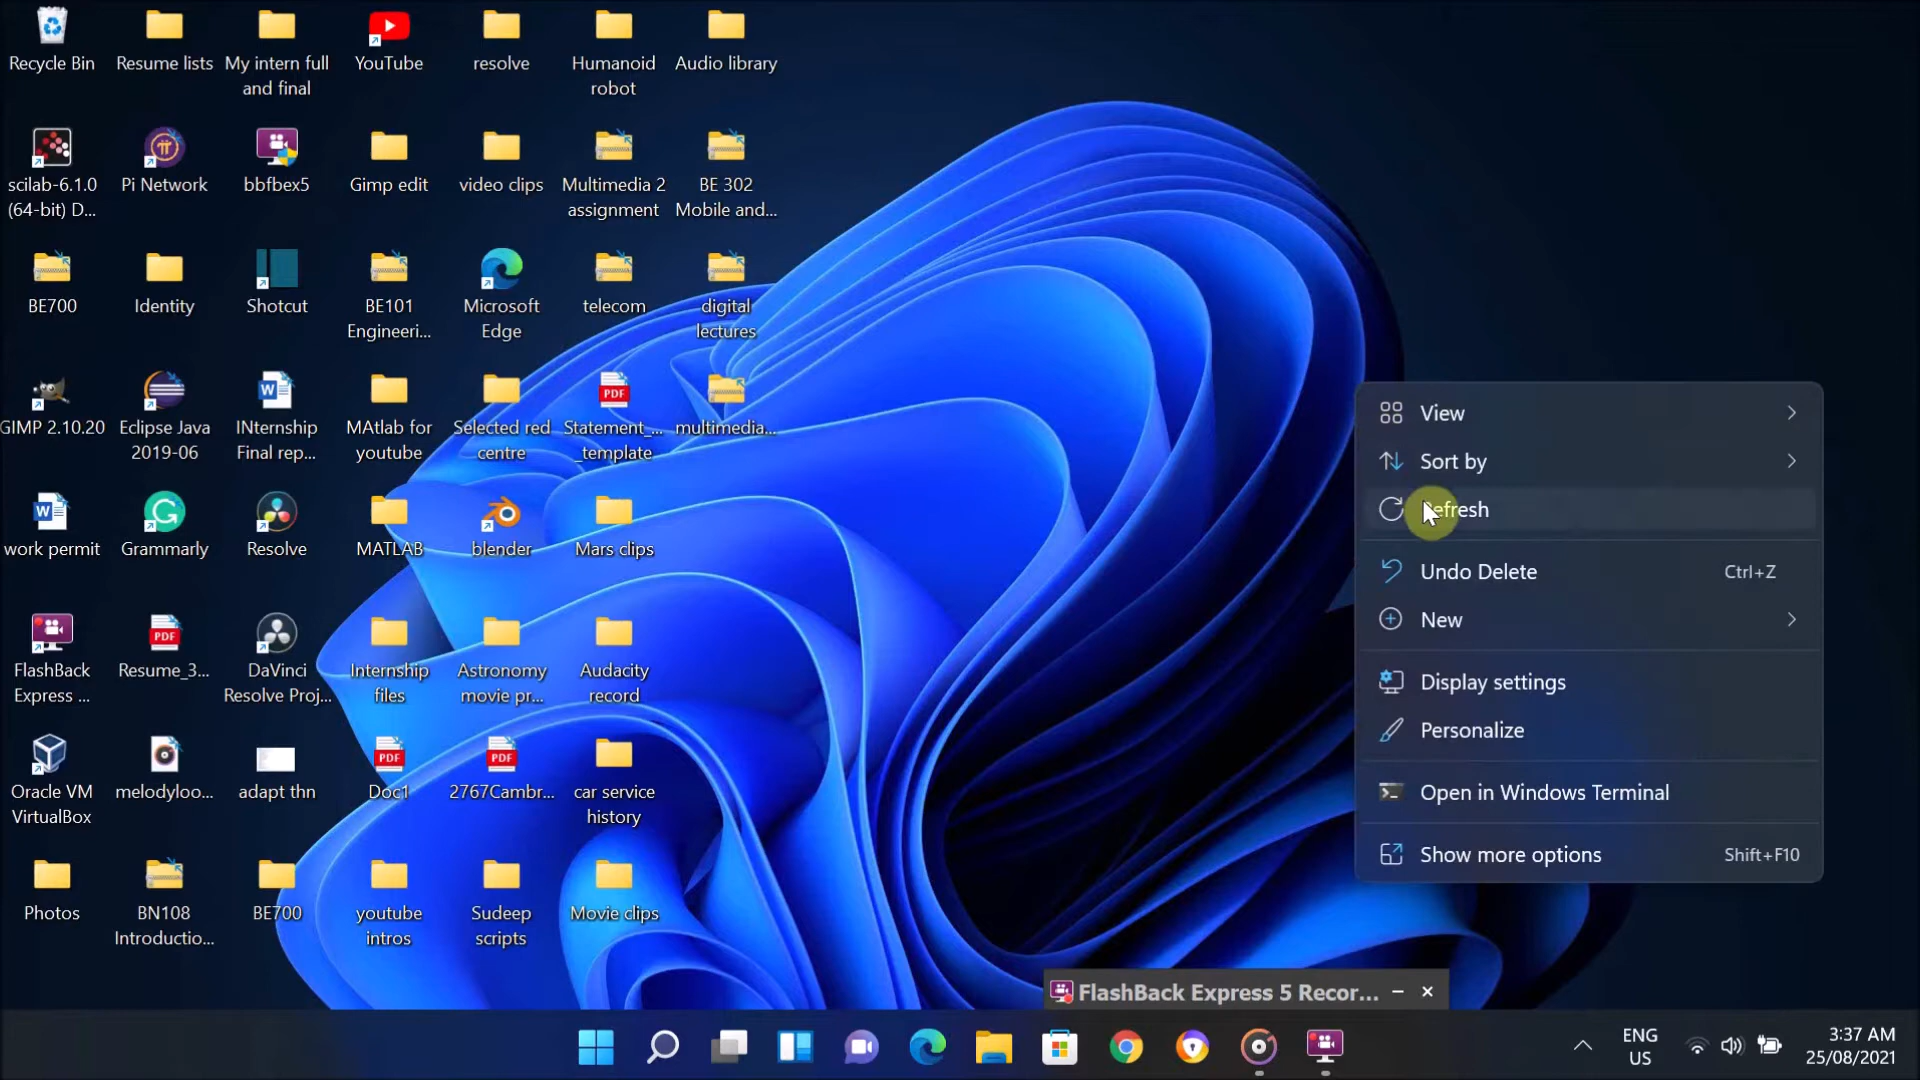 Recycle Bin
Resume lists
My intern full
and final
YouTube
resolve
Humanoid
robot
Audio library
scilab-6.1.0
(64-bit) D...
Pi Network
bbfbex5
Gimp edit
video clips
Multimedia 2
assignment
BE 302
Mobile and...
BE700
Identity
Shotcut
BE101
Engineeri...
Microsoft
Edge
telecom
digital
lectures
GIMP 2.10.20
Eclipse Java
2019-06
INternship
Final rep...
MAtlab for
youtube
Selected red
centre
Statement_...
_template
multimedia...
work permit
Grammarly
Resolve
MATLAB
blender
Mars clips
FlashBack
Express ...
Resume_3...
DaVinci
Resolve Proj...
Internship
files
Astronomy
movie pr...
Audacity
record
Oracle VM
VirtualBox
melodyloo...
adapt thn
Doc1
2767Cambr...
car service
history
Photos
BN108
Introductio...
BE700
youtube
intros
Sudeep
scripts
Movie clips
View
Sort by
efresh
Undo Delete Ctrl+Z
New
Display settings
Personalize
Open in Windows Terminal
Show more options Shift+F10
FlashBack Express 5 Recor...
ENG
US
3:37 AM
25/08/2021